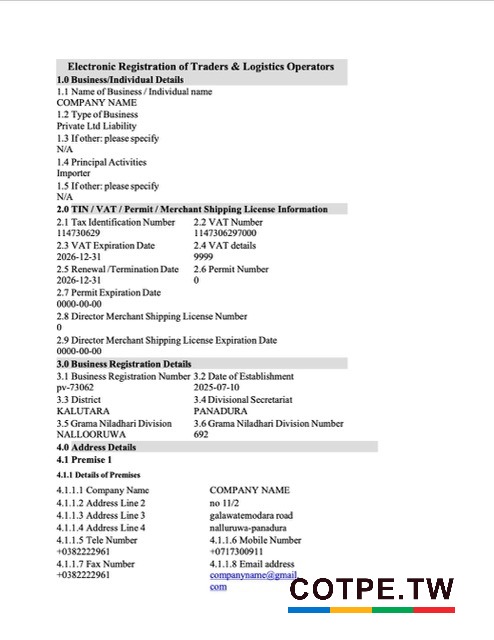 Electronic Registration of Traders & Logistics Operators
1.0 Business/Individual Details
1.1 Name of Business / Individual name
COMPANY NAME
1.2 Type of Business
Private Ltd Liability
1.3 If other: please specify
N/A
1.4 Principal Activities
Importer
1.5 If other: please specify
N/A
2.0 TIN / VAT / Permit / Merchant Shipping License Information
2.1 Tax Identification Number 2.2 VAT Number
114730629 1147306297000
2.3 VAT Expiration Date 2.4 VAT details
2026-12-31 9999
2.5 Renewal /Termination Date 2.6 Permit Number
2026-12-31 0
2.7 Permit Expiration Date
0000-00-00
2.8 Director Merchant Shipping License Number
0
2.9 Director Merchant Shipping License Expiration Date
0000-00-00
3.0 Business Registration Details
3.1 Business Registration Number 3.2 Date of Establishment
pv-73062 2025-07-10
3.3 District 3.4 Divisional Secretariat
KALUTARA PANADURA
3.5 Grama Niladhari Division 3.6 Grama Niladhari Division Number
NALLOORUWA 692
4.0 Address Details
4.1 Premise 1
4.1.1 Details of Premises
4.1.1.1 Company Name COMPANY NAME
4.1.1.2 Address Line 2 no 11/2
4.1.1.3 Address Line 3 galawatemodara road
4.1.1.4 Address Line 4 nalluruwa-panadura
4.1.1.5 Tele Number 4.1.1.6 Mobile Number
+0382222961 +0717300911
4.1.1.7 Fax Number 4.1.1.8 Email address
+0382222961 companyname@gmail
com
COTPE.TW